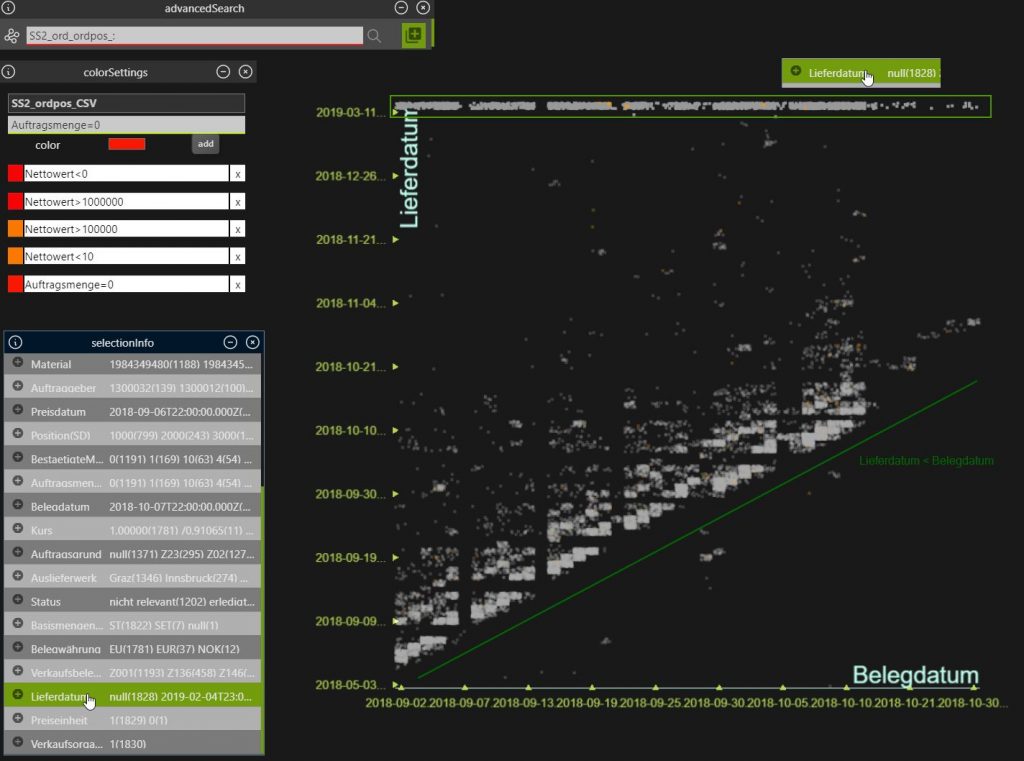 advancedSearch
SS2_ord_ordpos_:
colorSettings
SS2_ordpos_CSV
Auftragsmenge=0
color
add
Nettowert<0
x
Nettowert>1000000
x
Nettowert>100000
x
Nettowert<10
x
Auftragsmenge=0
x
selectionInfo
Material 1984349480(1188) 1984345...
Auftraggeber 1300032(139) 1300012(100)...
Preisdatum 2018-09-06T22:00:00.000Z(...
Position(SD) 1000(799) 2000(243) 3000(1...
BestaetigteM... 0(1191) 1(169) 10(63) 4(54) ...
Auftragsmen... 0(1191) 1(169) 10(63) 4(54) ...
Belegdatum 2018-10-07T22:00:00.000Z(...
Kurs 1.00000(1781) /0.91065(11) ...
Auftragsgrund null(1371) Z23(295) Z02(127...
Auslieferwerk Graz(1346) Innsbruck(274) ...
Status nicht relevant(1202) erledigt...
Basismengen... ST(1822) SET(7) null(1)
Belegwährung EU(1781) EUR(37) NOK(12)
Verkaufsbele... Z001(1193) Z136(458) Z146(...
Lieferdatum null(1828) 2019-02-04T23:0...
Preiseinheit 1(1829) 0(1)
Verkaufsorga... 1(1830)
Lieferdatum null(1828)
Lieferdatum
2019-03-11...
2018-12-26...
2018-11-21...
2018-11-04...
2018-10-21...
2018-10-10...
2018-09-30...
2018-09-19...
2018-09-09...
2018-05-03...
Lieferdatum < Belegdatum
Belegdatum
2018-09-02...
2018-09-07...
2018-09-13...
2018-09-19...
2018-09-25...
2018-09-30...
2018-10-05...
2018-10-10...
2018-10-21...
2018-10-30...